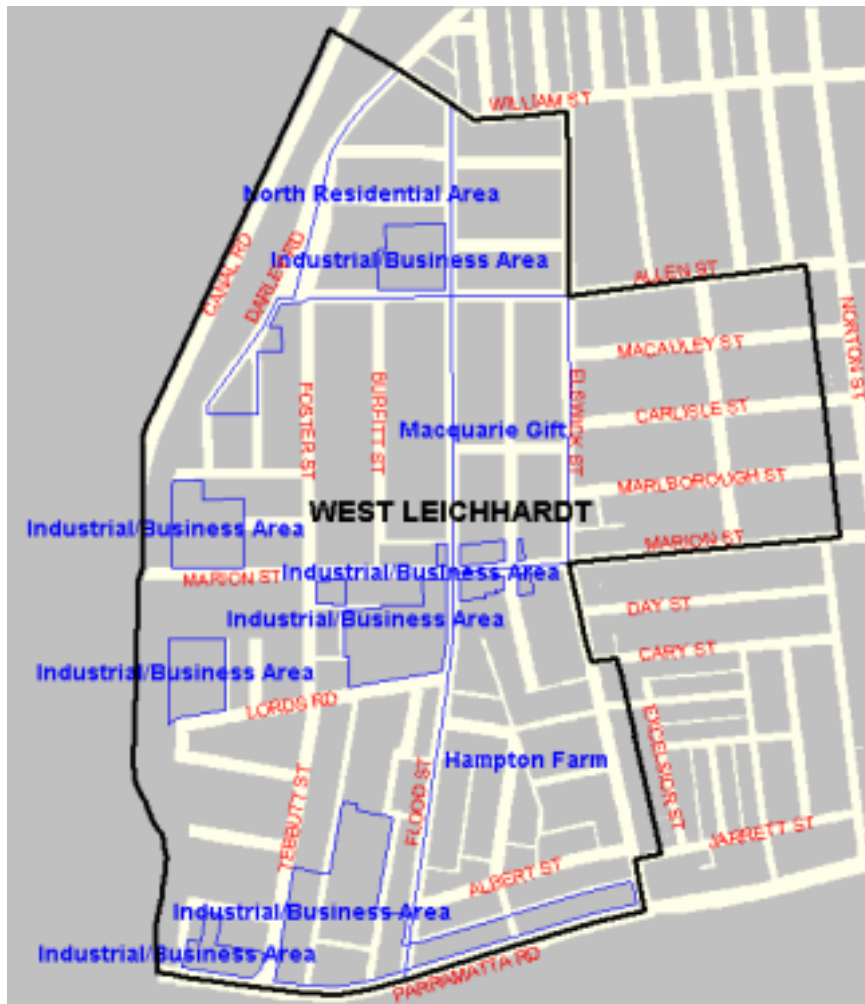 WILLIAM ST
North Residential Area
CANAL RD
DARLEY RD
Industrial/Business Area
ALLEN ST
NORTON ST
MACAULEY ST
FOSTER ST
BURFITT ST
ELSWICK ST
CARLISLE ST
Macquarie Gift
MARLBOROUGH ST
WEST LEICHHARDT
Industrial/Business Area
MARION ST
MARION ST
Industrial/Business Area
DAY ST
Industrial/Business Area
CARY ST
Industrial/Business Area
LORDS RD
EXCELSIOR ST
Hampton Farm
TEBBUTT ST
FLOOD ST
JARRETT ST
ALBERT ST
Industrial/Business Area
Industrial/Business Area
PARRAMATTA RD